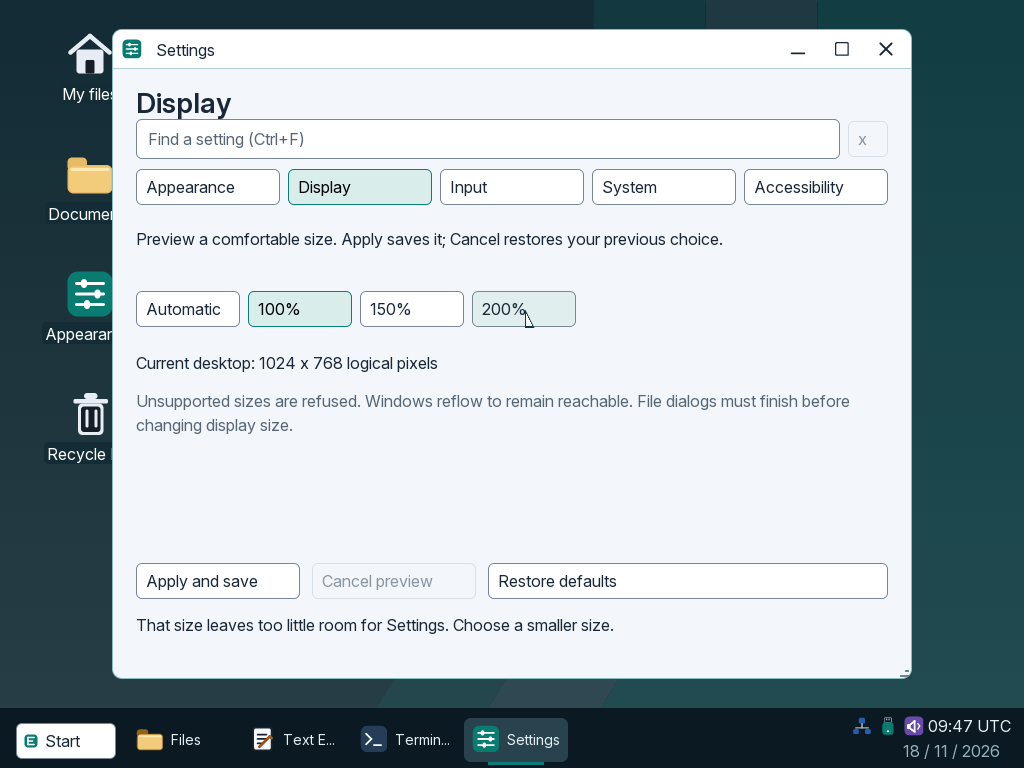 My files
Documen
Appearan
Recycle
Settings
Display
Find a setting (Ctrl+F)
x
Appearance
Display
Input
System
Accessibility
Preview a comfortable size. Apply saves it; Cancel restores your previous choice.
Automatic
100%
150%
200%
Current desktop: 1024 x 768 logical pixels
Unsupported sizes are refused. Windows reflow to remain reachable. File dialogs must finish before
changing display size.
Apply and save
Cancel preview
Restore defaults
That size leaves too little room for Settings. Choose a smaller size.
Start
Files
Text E...
Termin...
Settings
09:47 UTC
18 / 11 / 2026